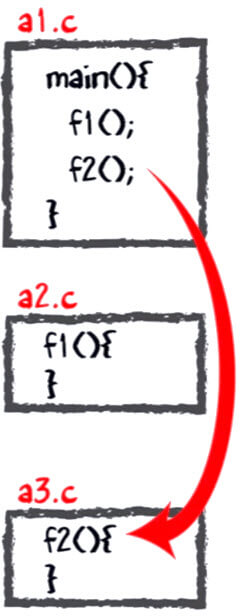 a1.c
main(){
f1();
f2();
}
a2.c
f1(){
}
a3.c
f2(){
}